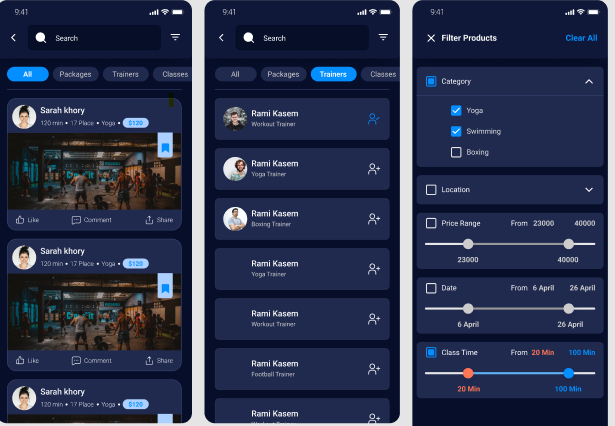 9:41
Search
All
Packages
Trainers
Classes
Sarah khory
120 min • 17 Place • Yoga • $120
Like
Comment
Share
Sarah khory
120 min • 17 Place • Yoga • $120
Like
Comment
Share
Sarah khory
120 min • 17 Place • Yoga • $120
9:41
Search
All
Packages
Trainers
Classes
Rami Kasem
Workout Trainer
Rami Kasem
Yoga Trainer
Rami Kasem
Boxing Trainer
Rami Kasem
Yoga Trainer
Rami Kasem
Workout Trainer
Rami Kasem
Football Trainer
Rami Kasem
Workout Trainer
9:41
Filter Products
Clear All
Category
Yoga
Swimming
Boxing
Location
Price Range From 23000 40000
23000 40000
Date From 6 April 26 April
6 April 26 April
Class Time From 20 Min 100 Min
20 Min 100 Min